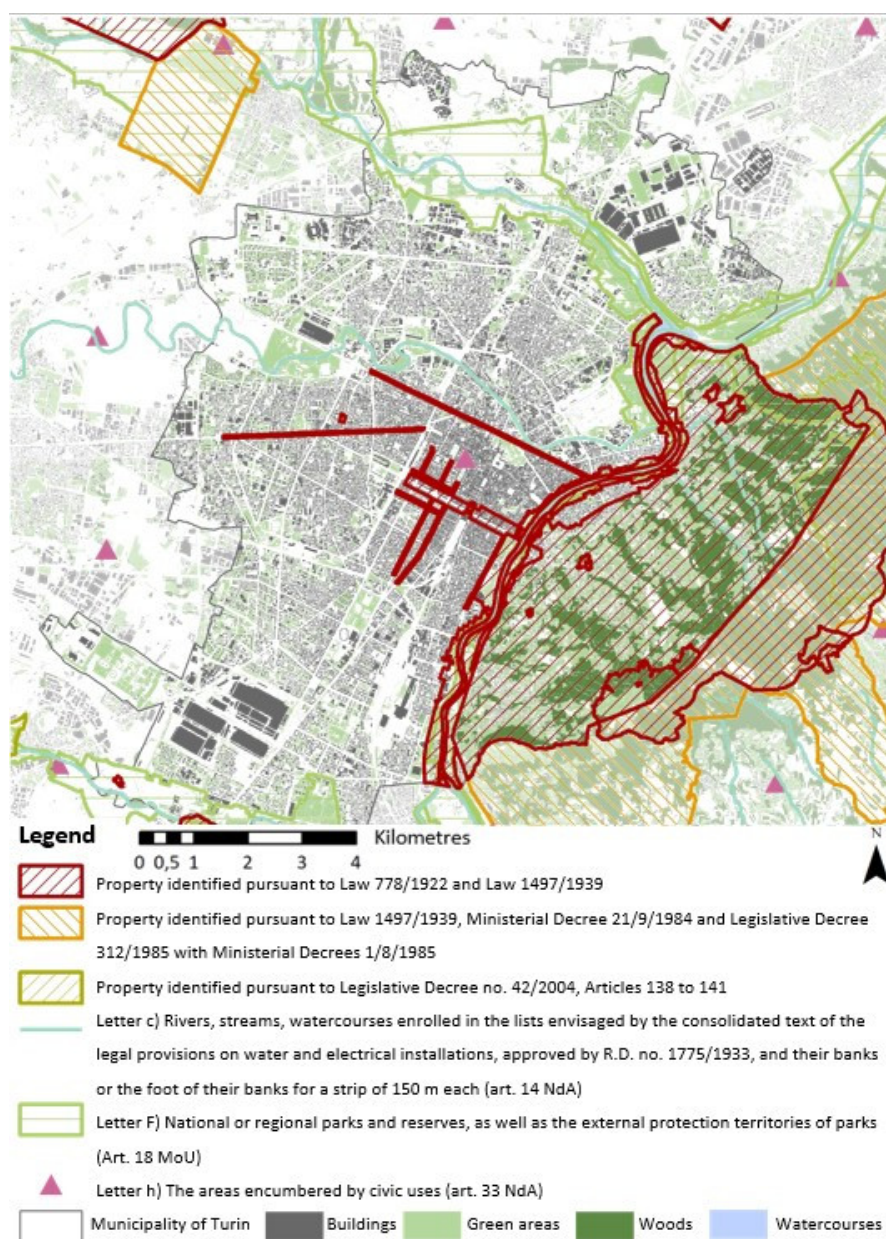 Legend
Kilometres
N
0 0,5 1 2 3 4
Property identified pursuant to Law 778/1922 and Law 1497/1939
Property identified pursuant to Law 1497/1939, Ministerial Decree 21/9/1984 and Legislative Decree
312/1985 with Ministerial Decrees 1/8/1985
Property identified pursuant to Legislative Decree no. 42/2004, Articles 138 to 141
Letter c) Rivers, streams, watercourses enrolled in the lists envisaged by the consolidated text of the
legal provisions on water and electrical installations, approved by R.D. no. 1775/1933, and their banks
or the foot of their banks for a strip of 150 m each (art. 14 NdA)
Letter F) National or regional parks and reserves, as well as the external protection territories of parks
(Art. 18 MoU)
Letter h) The areas encumbered by civic uses (art. 33 NdA)
Municipality of Turin Buildings Green areas Woods Watercourses